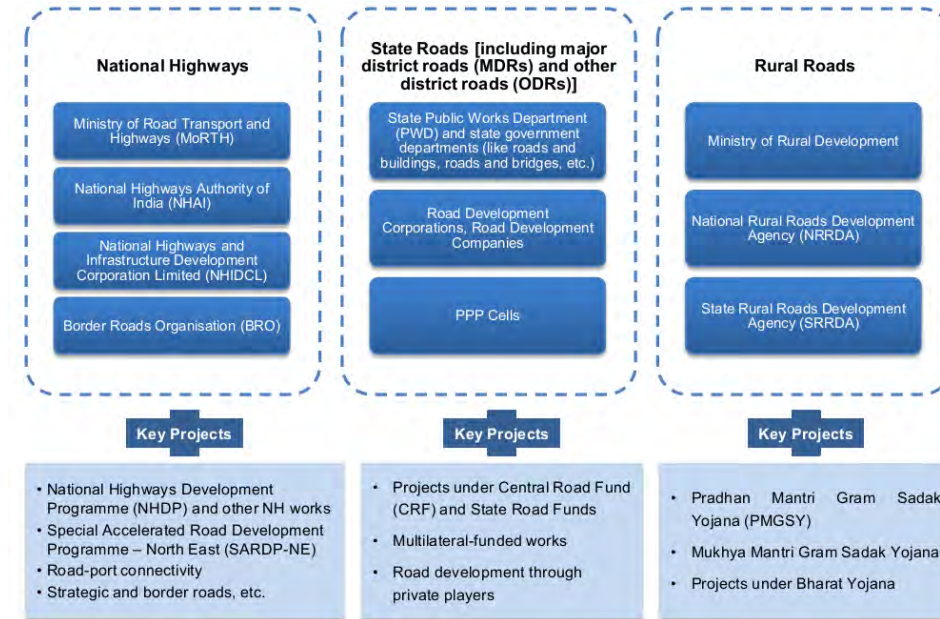 National Highways
Ministry of Road Transport and
Highways (MoRTH)
National Highways Authority of
India (NHAI)
National Highways and
Infrastructure Development
Corporation Limited (NHIDCL)
Border Roads Organisation (BRO)
State Roads [including major
district roads (MDRs) and other
district roads (ODRs)]
State Public Works Department
(PWD) and state government
departments (like roads and
buildings, roads and bridges, etc.)
Road Development
Corporations, Road Development
Companies
PPP Cells
Rural Roads
Ministry of Rural Development
National Rural Roads Development
Agency (NRRDA)
State Rural Roads Development
Agency (SRRDA)
Key Projects
Key Projects
Key Projects
• National Highways Development
Programme (NHDP) and other NH works
• Special Accelerated Road Development
Programme – North East (SARDP-NE)
• Road-port connectivity
• Strategic and border roads, etc.
• Projects under Central Road Fund
(CRF) and State Road Funds
• Multilateral-funded works
• Road development through
private players
• Pradhan Mantri Gram Sadak
Yojana (PMGSY)
• Mukhya Mantri Gram Sadak Yojana
• Projects under Bharat Yojana